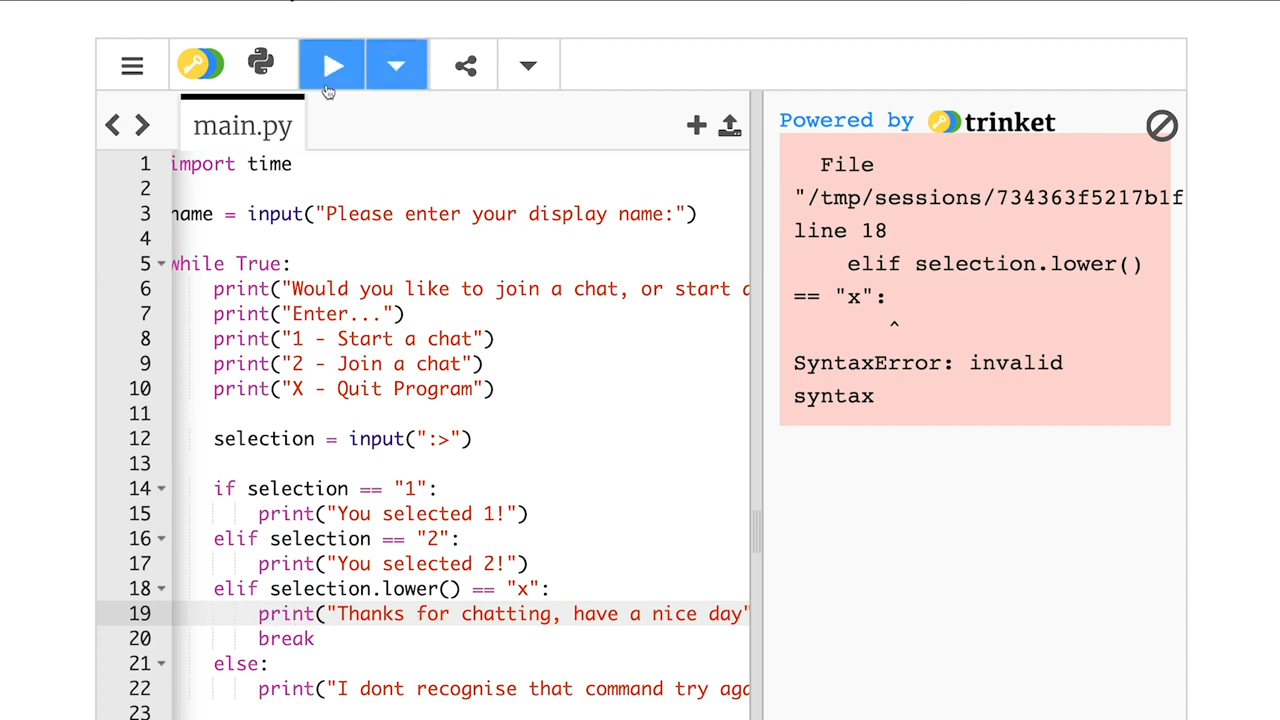 main.py
1 import time
2
3 name = input("Please enter your display name:")
4
5 while True:
6 print("Would you like to join a chat, or start a
7 print("Enter...")
8 print("1 - Start a chat")
9 print("2 - Join a chat")
10 print("X - Quit Program")
11
12 selection = input(":>")
13
14 if selection == "1":
15 print("You selected 1!")
16 elif selection == "2":
17 print("You selected 2!")
18 elif selection.lower() == "x":
19 print("Thanks for chatting, have a nice day"
20 break
21 else:
22 print("I dont recognise that command try aga
23
Powered by trinket
File
"/tmp/sessions/734363f5217b1f
line 18
elif selection.lower()
== "x":
^
SyntaxError: invalid
syntax